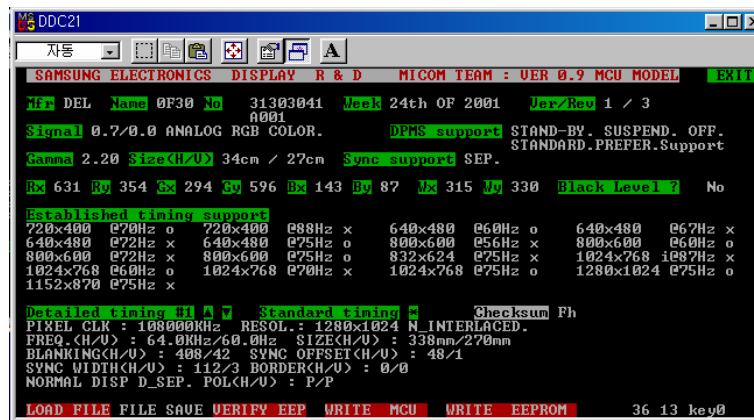 DDC21
자동
A
SAMSUNG ELECTRONICS DISPLAY R & D MICOM TEAM : VER 0.9 MCU MODEL EXIT
Mfr DEL Name 0F30 No 31303041 Week 24th OF 2001 Ver/Rev 1 / 3
A001
Signal 0.7/0.0 ANALOG RGB COLOR. DPMS support STAND-BY. SUSPEND. OFF.
STANDARD.PREFER.Support
Gamma 2.20 Size(H/V) 34cm / 27cm Sync support SEP.
Rx 631 Ry 354 Gx 294 Gy 596 Bx 143 By 87 Wx 315 Wy 330 Black Level ? No
Established timing support
720x400 @70Hz o 720x400 @88Hz x 640x480 @60Hz o 640x480 @67Hz x
640x480 @72Hz x 640x480 @75Hz o 800x600 @56Hz x 800x600 @60Hz o
800x600 @72Hz x 800x600 @75Hz o 832x624 @75Hz x 1024x768 i@87Hz x
1024x768 @60Hz o 1024x768 @70Hz x 1024x768 @75Hz o 1280x1024 @75Hz o
1152x870 @75Hz x
Detailed timing #1 ▲ ▼ Standard timing * Checksum Fh
PIXEL CLK : 108000KHz RESOL.: 1280x1024 N_INTERLACED.
FREQ.(H/V) : 64.0KHz/60.0Hz SIZE(H/V) : 338mm/270mm
BLANKING(H/V) : 408/42 SYNC OFFSET(H/V) : 48/1
SYNC WIDTH(H/V) : 112/3 BORDER(H/V) : 0/0
NORMAL DISP D_SEP. POL(H/V) : P/P
LOAD FILE FILE SAVE VERIFY EEP WRITE MCU WRITE EEPROM 36 13 key0